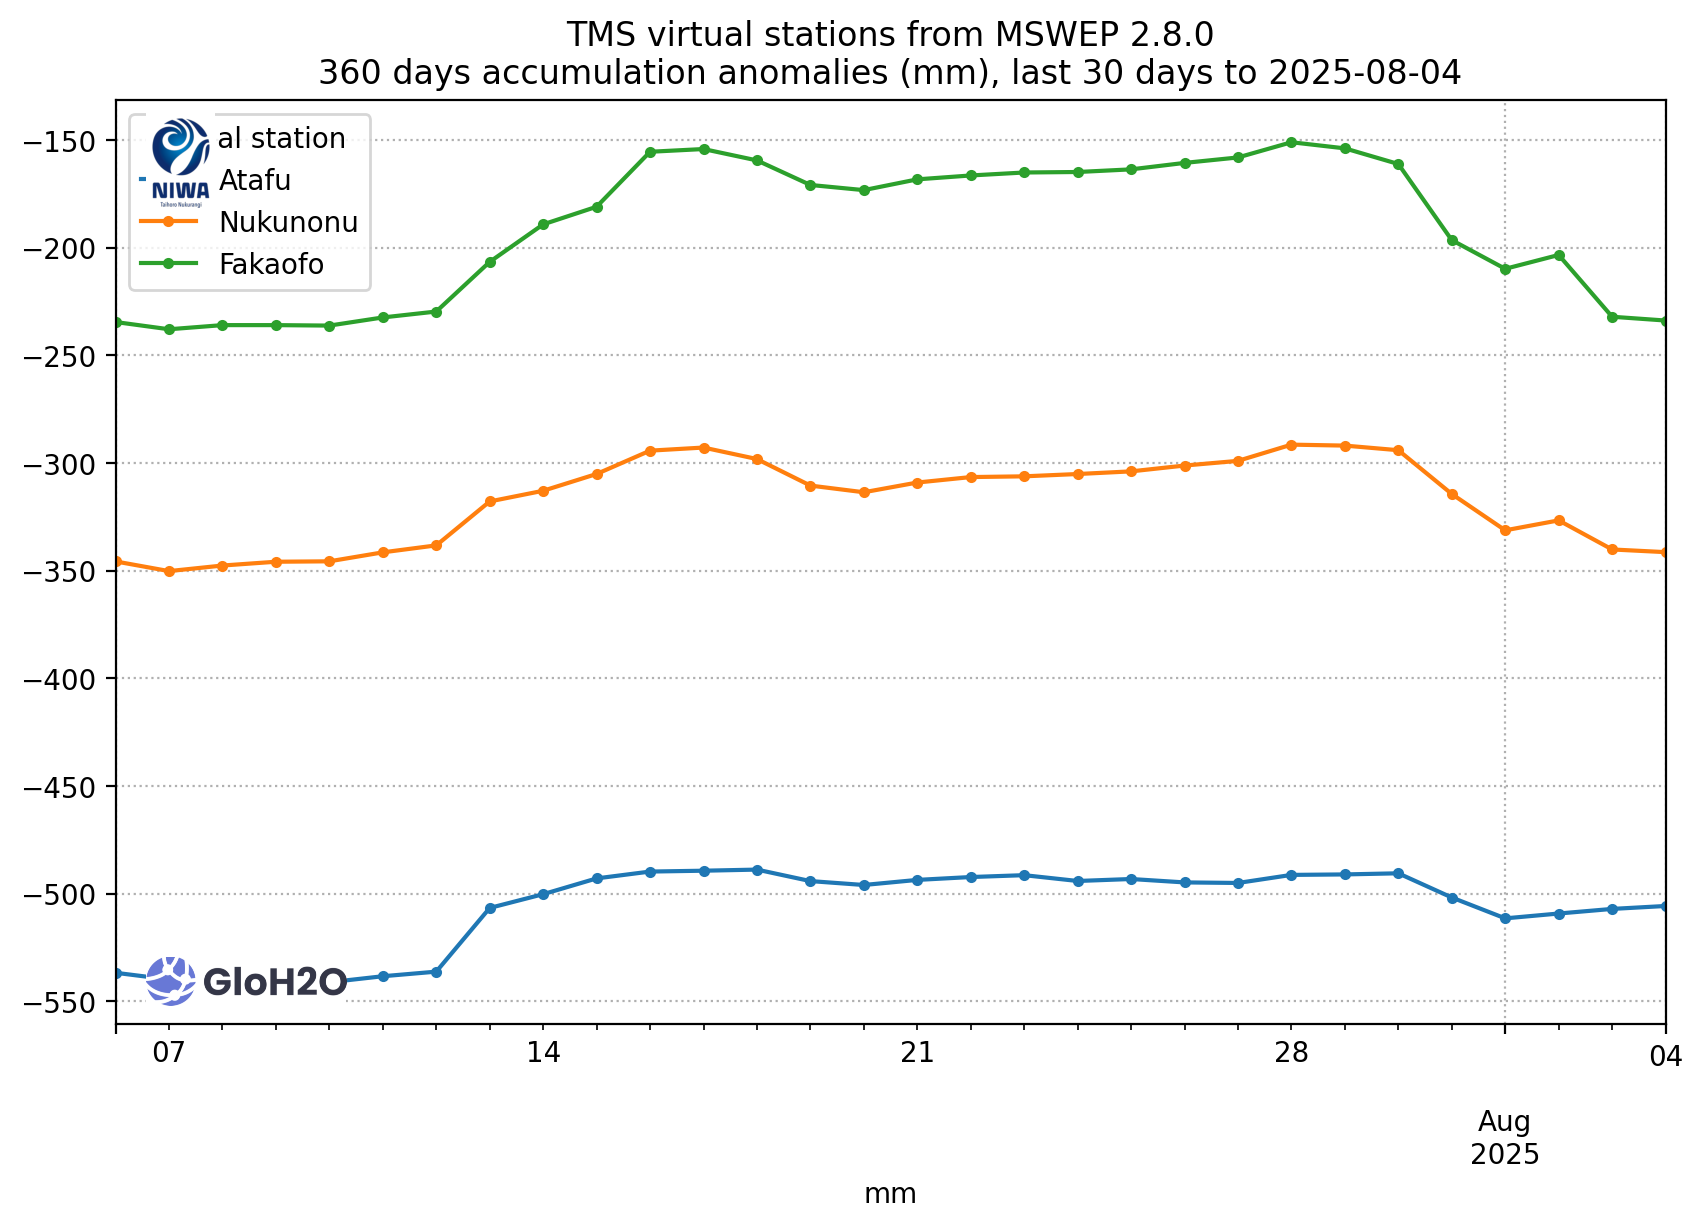 TMS virtual stations from MSWEP 2.8.0
360 days accumulation anomalies (mm), last 30 days to 2025-08-04
al station
NIWA
Taihoro Nukurangi
Atafu
Nukunonu
Fakaofo
−150
−200
−250
−300
−350
−400
−450
−500
−550
GloH2O
07 14 21 28 04
Aug
2025
mm